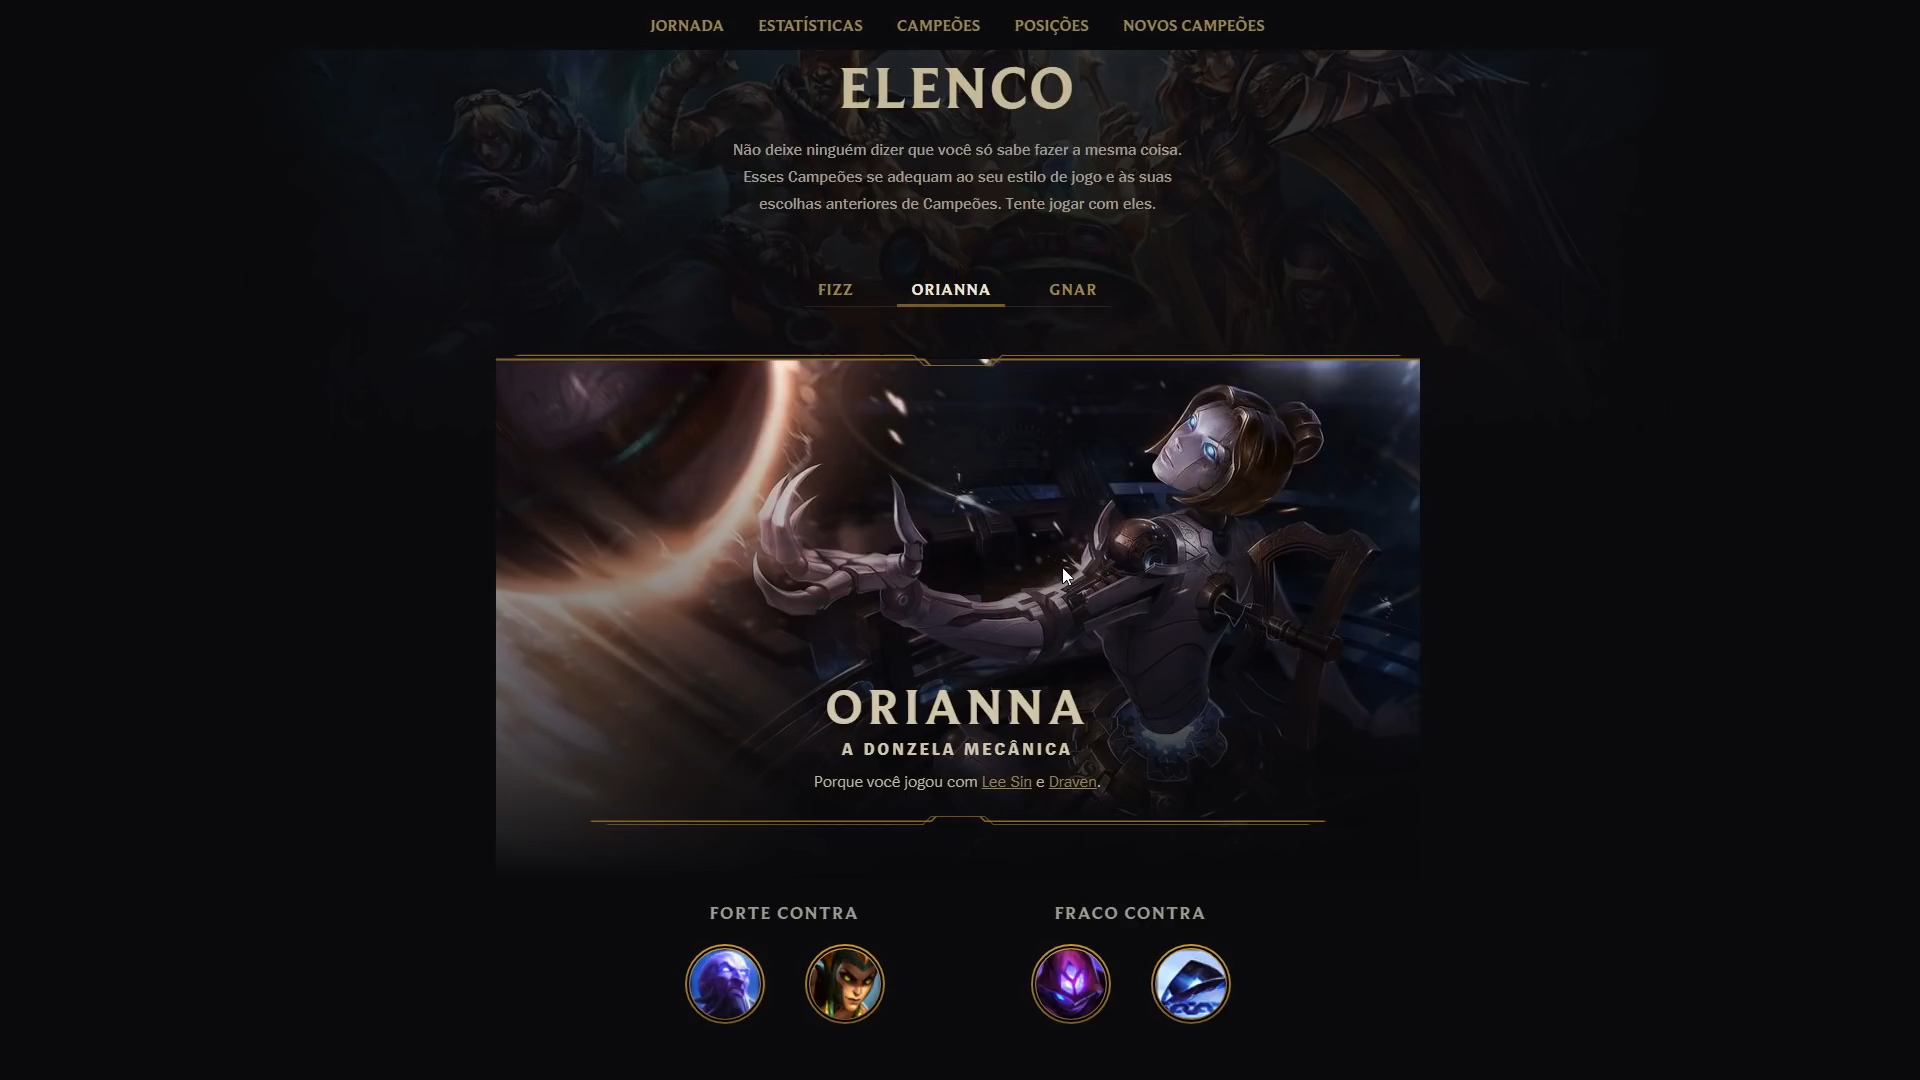 JORNADA ESTATÍSTICAS CAMPEÕES POSIÇÕES NOVOS CAMPEÕES
ELENCO
Não deixe ninguém dizer que você só sabe fazer a mesma coisa.
Esses Campeões se adequam ao seu estilo de jogo e às suas
escolhas anteriores de Campeões. Tente jogar com eles.
FIZZ ORIANNA GNAR
ORIANNA
A DONZELA MECÂNICA
Porque você jogou com Lee Sin e Draven.
FORTE CONTRA FRACO CONTRA